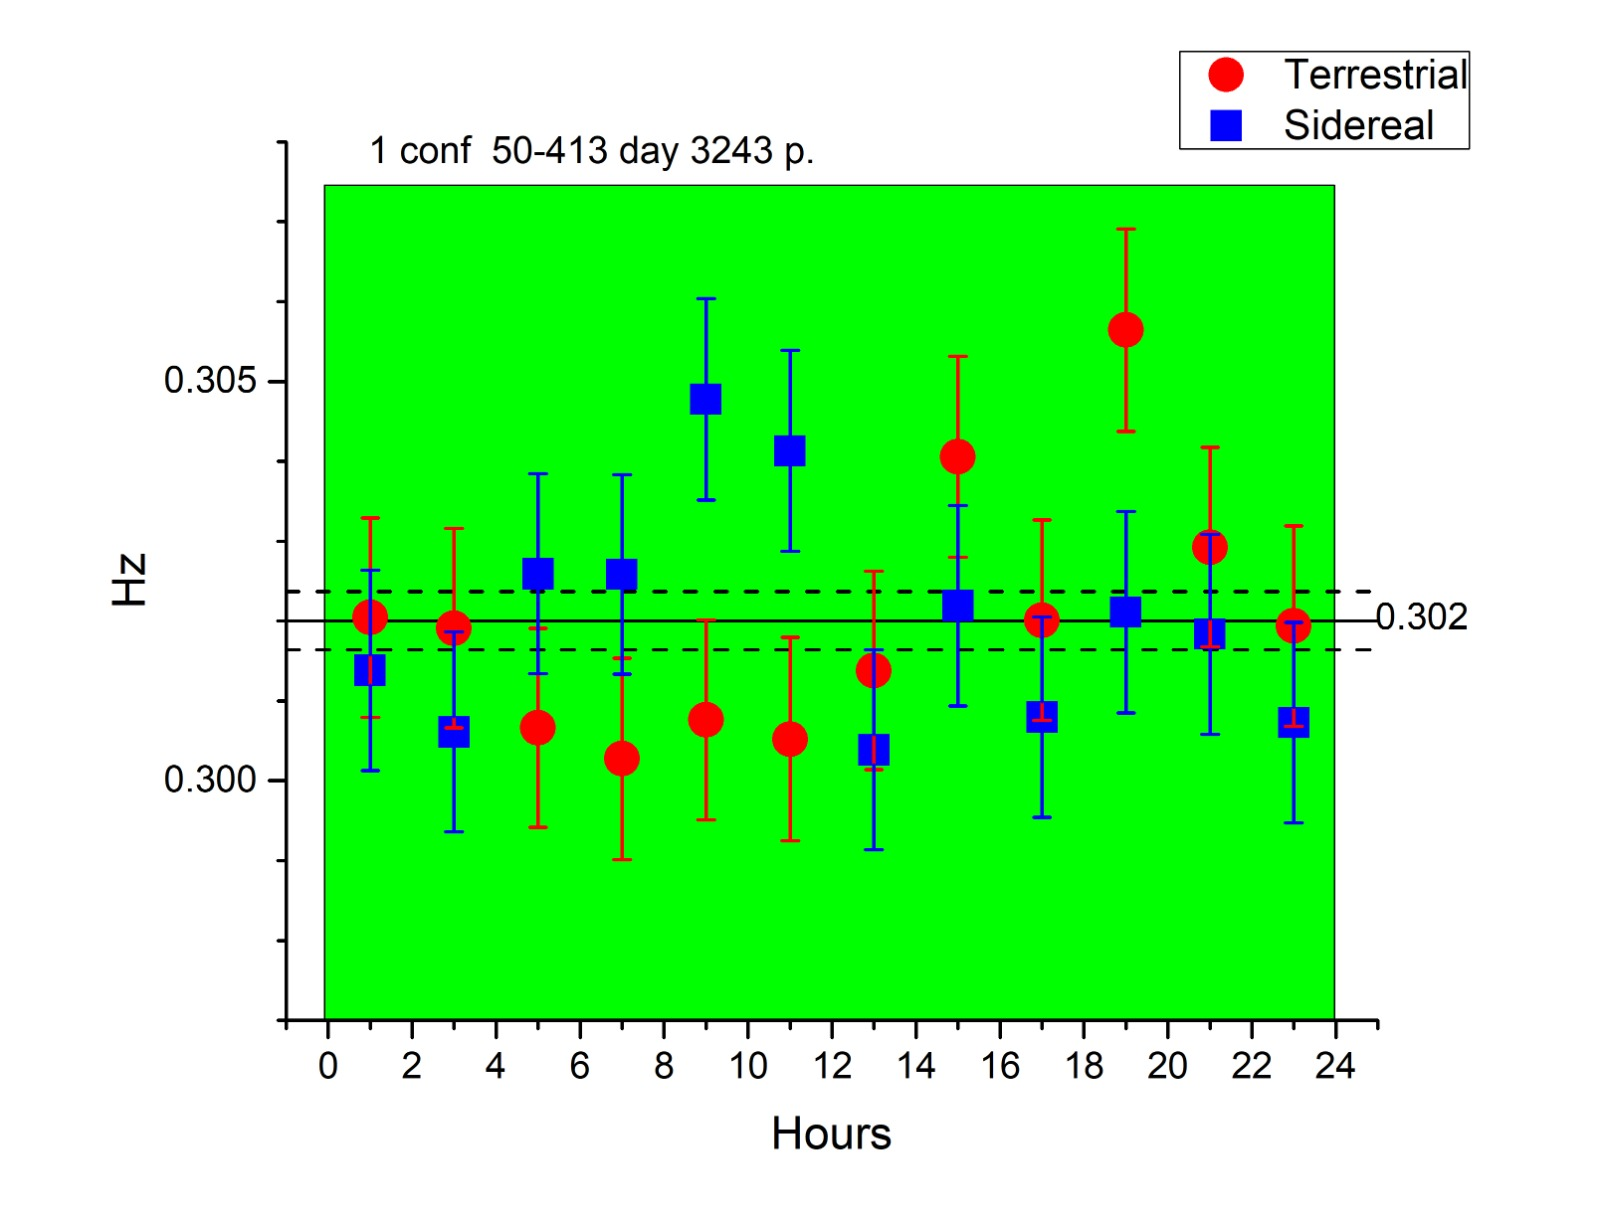 Terrestrial
Sidereal
1 conf 50-413 day 3243 p.
0.305
Hz
0.302
0.300
0 2 4 6 8 10 12 14 16 18 20 22 24
Hours